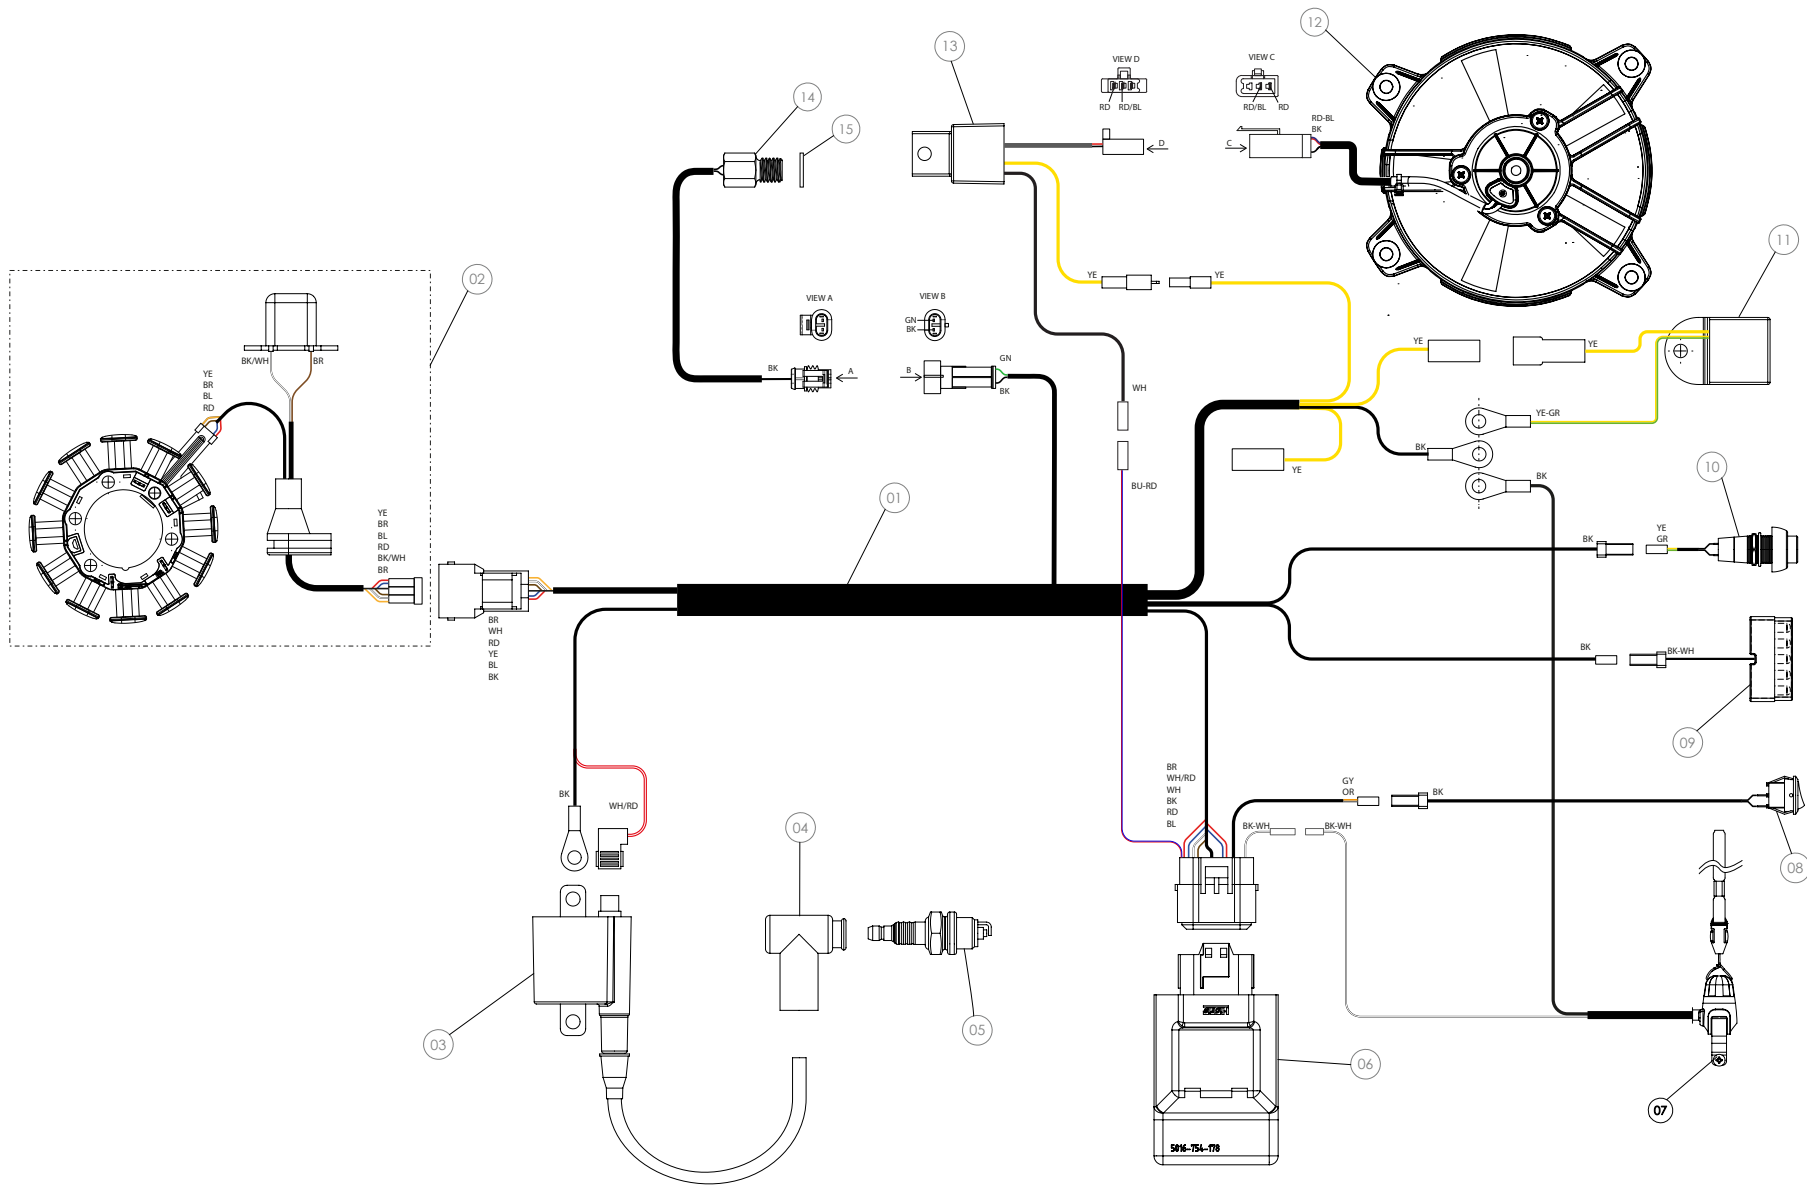 12
13
VIEW D
VIEW C
RD
RD/BL
RD/BL
RD
14
15
RD-BL
BK
D
C
11
02
YE
YE
VIEW A
VIEW B
GN
BK
BK/WH
BR
YE
YE
GN
BK
A
B
BK
WH
YE
BR
BL
RD
YE-GR
BK
YE
BK
10
BU-RD
01
YE
BR
BL
RD
BK/WH
BR
YE
GR
BK
BR
WH
RD
YE
BL
BK
BK
BK-WH
09
BR
WH/RD
WH
BK
RD
BL
GY
OR
BK
BK
WH/RD
04
BK-WH
BK-WH
08
03
05
06
07
5016-754-178